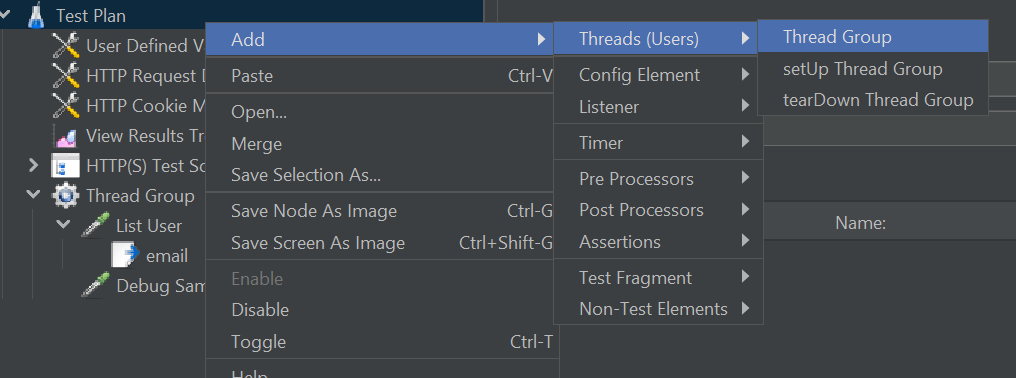 Test Plan
User Defined V
HTTP Request D
HTTP Cookie M
View Results Tr
HTTP(S) Test Sc
Thread Group
List User
email
Debug Sam
Add
Paste Ctrl-V
Open...
Merge
Save Selection As...
Save Node As Image Ctrl-G
Save Screen As Image Ctrl+Shift-G
Enable
Disable
Toggle Ctrl-T
Help
Threads (Users)
Config Element
Listener
Timer
Pre Processors
Post Processors
Assertions
Test Fragment
Non-Test Elements
Thread Group
setUp Thread Group
tearDown Thread Group
Name: